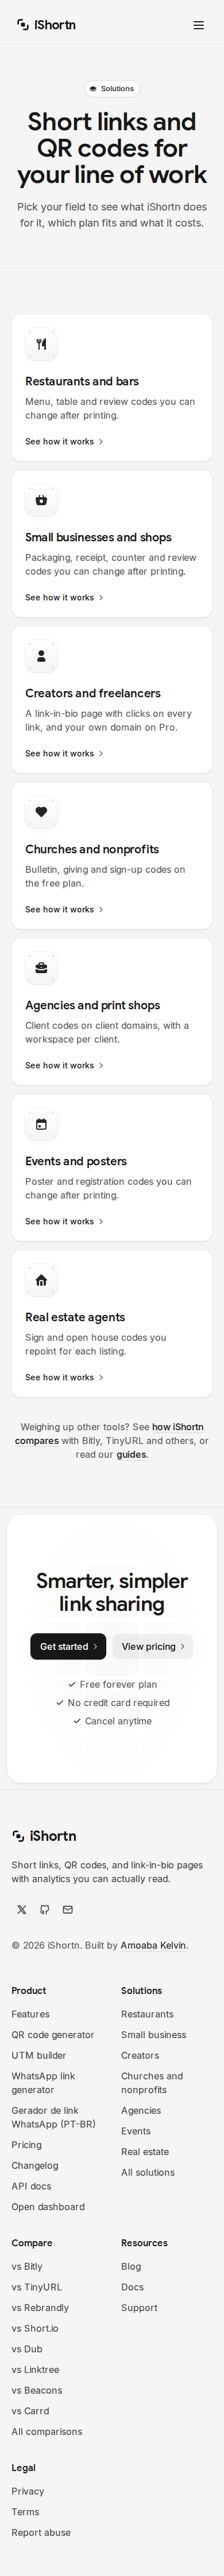 iShortn
Solutions
Short links and
QR codes for
your line of work
Pick your field to see what iShortn does
for it, which plan fits and what it costs.
Restaurants and bars
Menu, table and review codes you can
change after printing.
See how it works
Small businesses and shops
Packaging, receipt, counter and review
codes you can change after printing.
See how it works
Creators and freelancers
A link-in-bio page with clicks on every
link, and your own domain on Pro.
See how it works
Churches and nonprofits
Bulletin, giving and sign-up codes on
the free plan.
See how it works
Agencies and print shops
Client codes on client domains, with a
workspace per client.
See how it works
Events and posters
Poster and registration codes you can
change after printing.
See how it works
Real estate agents
Sign and open house codes you
repoint for each listing.
See how it works
Weighing up other tools? See how iShortn
compares with Bitly, TinyURL and others, or
read our guides.
Smarter, simpler
link sharing
Get started
View pricing
Free forever plan
No credit card required
Cancel anytime
iShortn
Short links, QR codes, and link-in-bio pages
with analytics you can actually read.
© 2026 iShortn. Built by Amoaba Kelvin.
Product
Features
QR code generator
UTM builder
WhatsApp link
generator
Gerador de link
WhatsApp (PT-BR)
Pricing
Changelog
API docs
Open dashboard
Solutions
Restaurants
Small business
Creators
Churches and
nonprofits
Agencies
Events
Real estate
All solutions
Compare
vs Bitly
vs TinyURL
vs Rebrandly
vs Short.io
vs Dub
vs Linktree
vs Beacons
vs Carrd
All comparisons
Resources
Blog
Docs
Support
Legal
Privacy
Terms
Report abuse